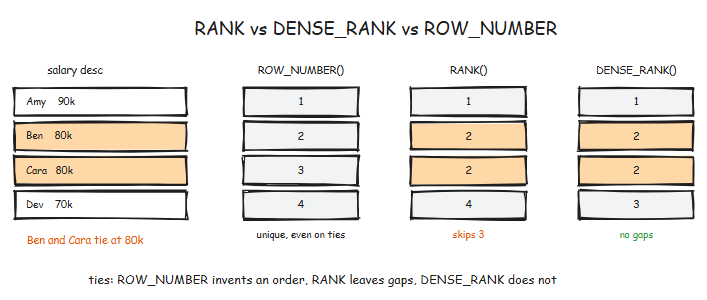 RANK vs DENSE_RANK vs ROW_NUMBER
salary desc ROW_NUMBER() RANK() DENSE_RANK()
Amy 90k 1 1 1
Ben 80k 2 2 2
Cara 80k 3 2 2
Dev 70k 4 4 3
Ben and Cara tie at 80k unique, even on ties skips 3 no gaps
ties: ROW_NUMBER invents an order, RANK leaves gaps, DENSE_RANK does not